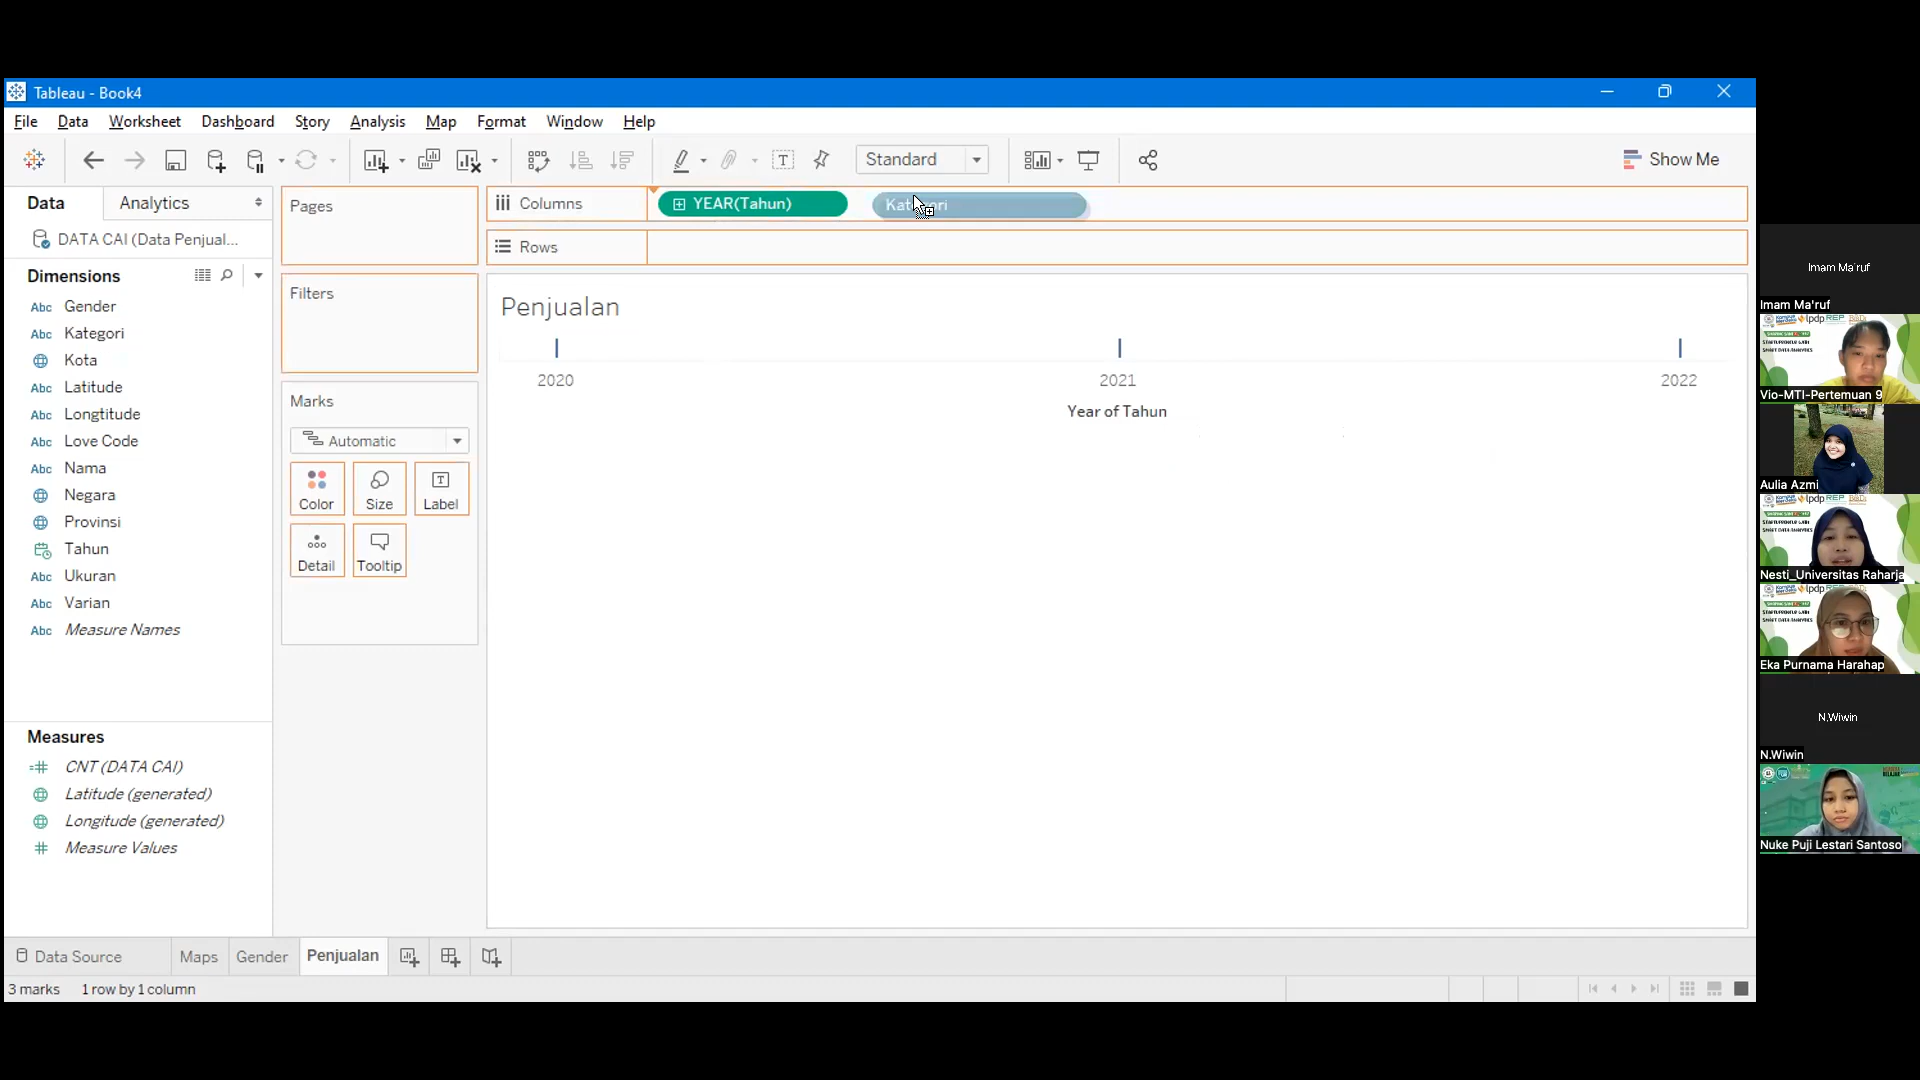 Tableau - Book4
File Data Worksheet Dashboard Story Analysis Map Format Window Help
Standard
Show Me
Data Analytics
DATA CAI (Data Penjual...
Dimensions
Abc Gender
Abc Kategori
Kota
Abc Latitude
Abc Longtitude
Abc Love Code
Abc Nama
Negara
Provinsi
Tahun
Abc Ukuran
Abc Varian
Abc Measure Names
Measures
CNT (DATA CAI)
Latitude (generated)
Longitude (generated)
Measure Values
Pages
Filters
Marks
Automatic
Color Size Label
Detail Tooltip
Columns YEAR(Tahun) Kategori
Rows
Penjualan
2020 2021 2022
Year of Tahun
Data Source Maps Gender Penjualan
3 marks 1 row by 1 column
Imam Ma'ruf
Imam Ma'ruf
Vio-MTI-Pertemuan 9
Aulia Azmi
Nesti_Universitas Raharja
Eka Purnama Harahap
N.Wiwin
N.Wiwin
Nuke Puji Lestari Santoso